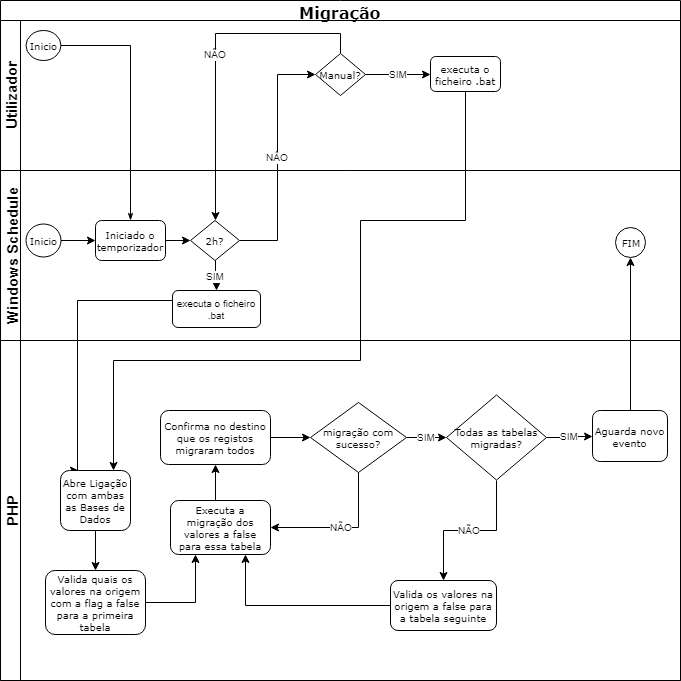 Migração
Utilizador
Inicio
NÃO
Manual?
SIM
executa o
ficheiro .bat
NÃO
Windows Schedule
Inicio
Iniciado o
temporizador
2h?
SIM
executa o ficheiro
.bat
FIM
PHP
Confirma no destino
que os registos
migraram todos
migração com
sucesso?
SIM
Todas as tabelas
migradas?
SIM
Aguarda novo
evento
Abre Ligação
com ambas
as Bases de
Dados
Executa a
migração dos
valores a false
para essa tabela
NÃO
NÃO
Valida quais os
valores na origem
com a flag a false
para a primeira
tabela
Valida os valores na
origem a false para
a tabela seguinte